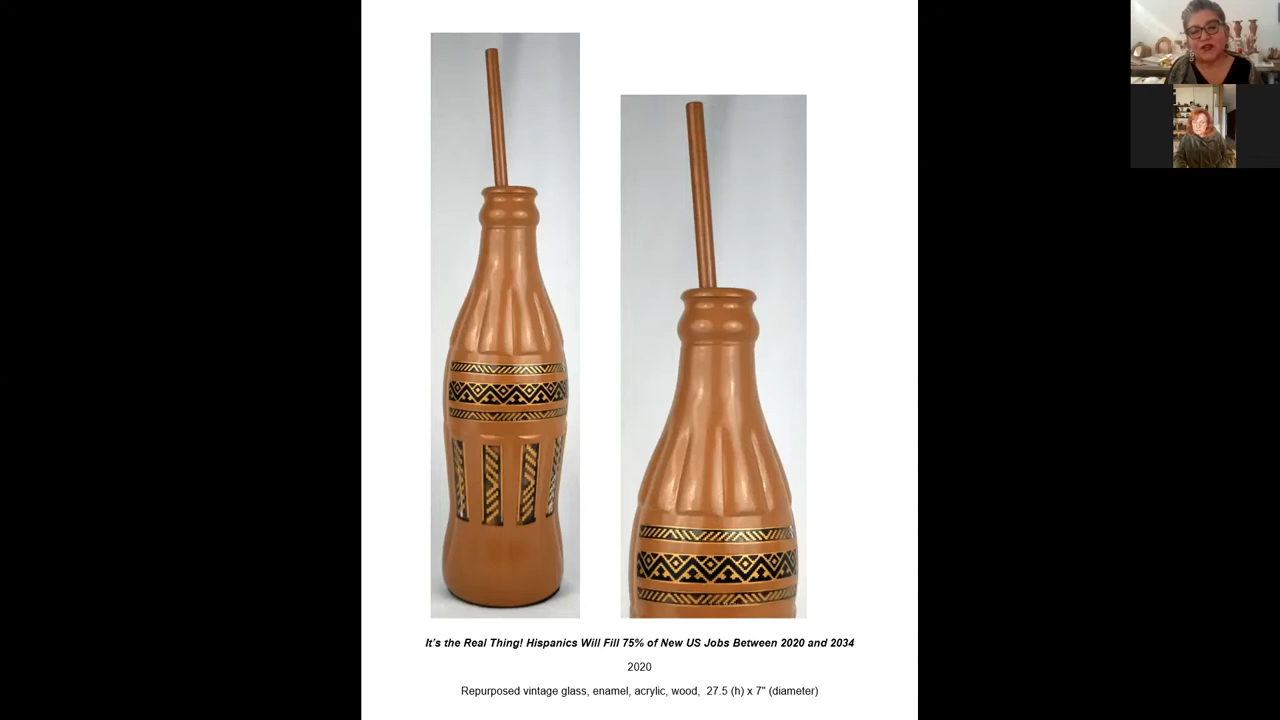 It's the Real Thing! Hispanics Will Fill 75% of New US Jobs Between 2020 and 2034
2020
Repurposed vintage glass, enamel, acrylic, wood,  27.5 (h) x 7" (diameter)